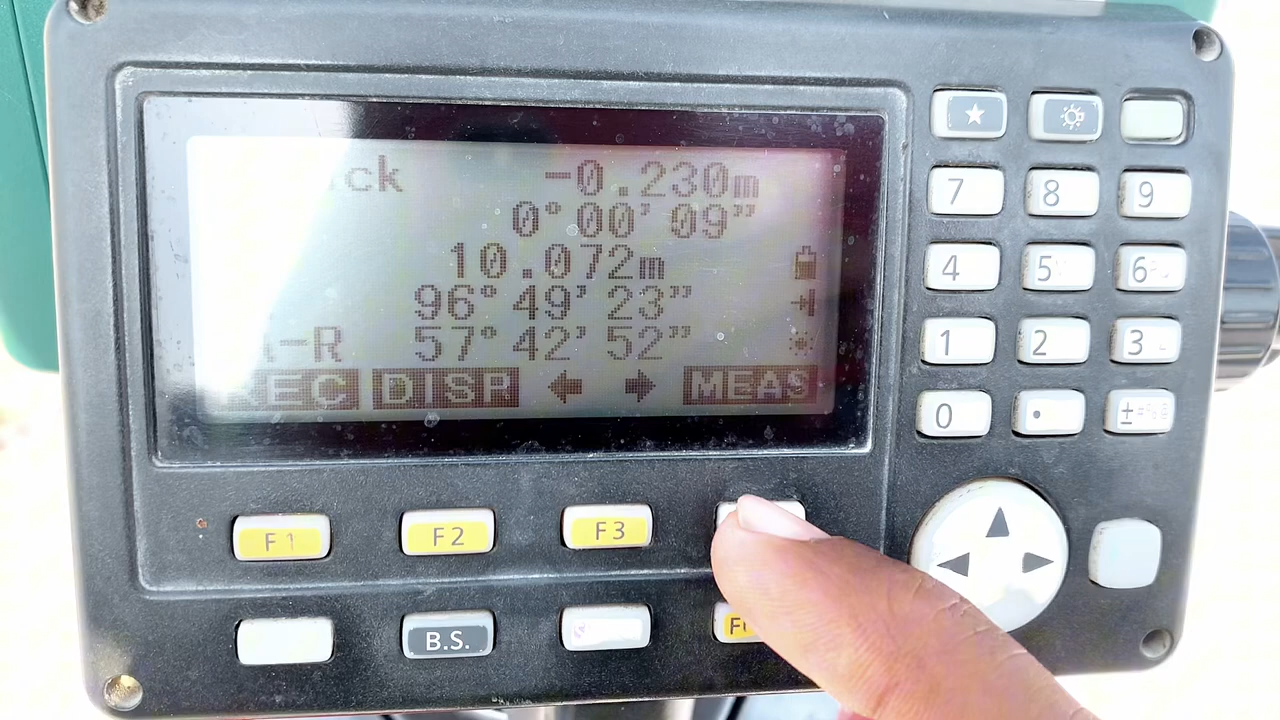 ck -0.230m
0° 00' 09"
10.072m
96° 49' 23"
-R 57° 42' 52"
EC DISP ← → MEAS
7 8 9
4 5 6
1 2 3
0 . ±
F1 F2 F3
B.S.